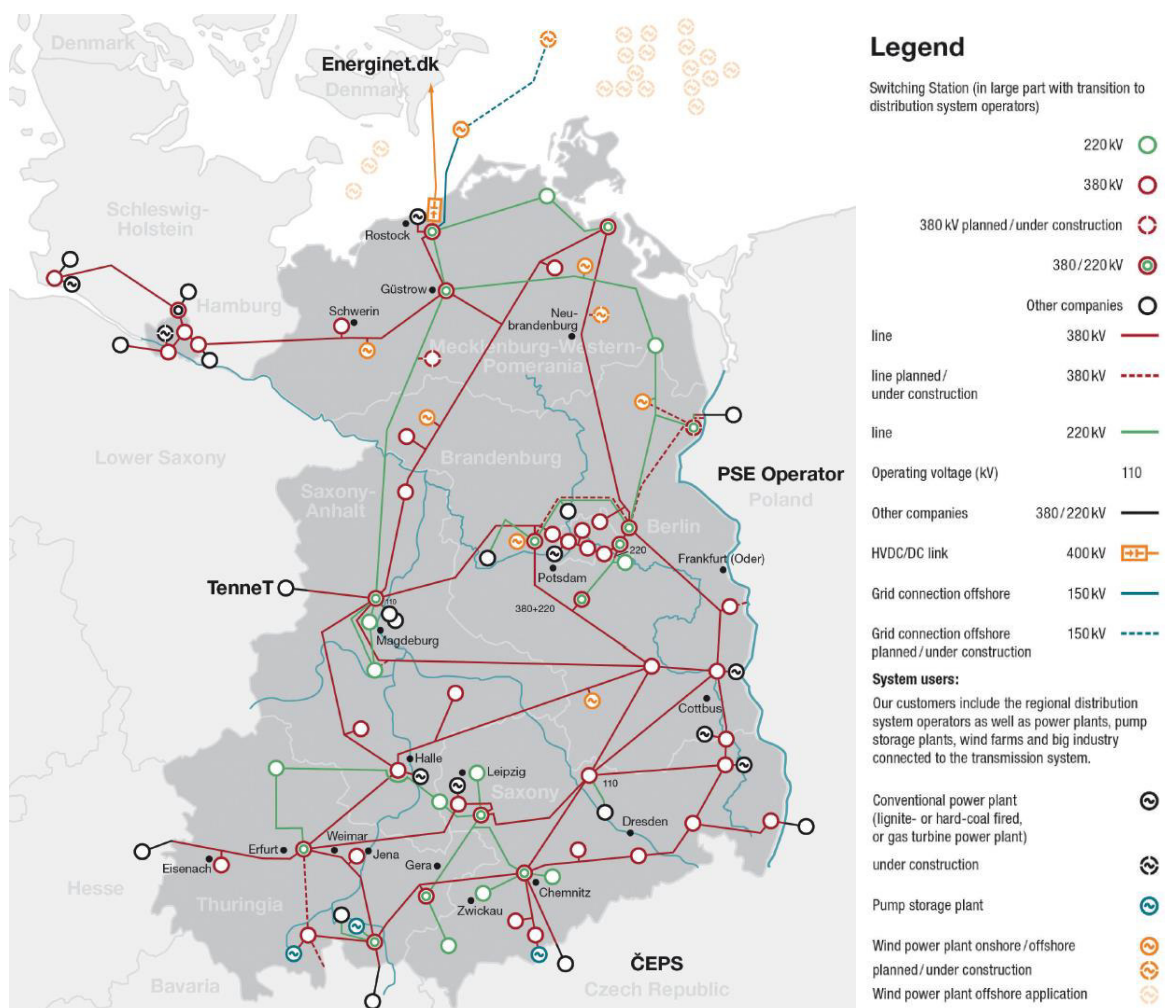 Denmark
Energinet.dk
Denmark
Schleswig-
Holstein
Rostock
Hamburg
Güstrow
Schwerin
Neu-
brandenburg
Mecklenburg-Western-
Pomerania
Lower Saxony
Brandenburg
PSE Operator
Poland
Saxony-
Anhalt
Berlin
220
Frankfurt (Oder)
Potsdam
TenneT
110
380+220
Magdeburg
Cottbus
Halle
Leipzig
Saxony
110
Dresden
Erfurt
Weimar
Jena
Gera
Eisenach
Chemnitz
Zwickau
Hesse
Thuringia
ČEPS
Czech Republic
Bavaria
Legend
Switching Station (in large part with transition to
distribution system operators)
220 kV
380 kV
380 kV planned / under construction
380 / 220 kV
Other companies
line 380 kV
line planned /
under construction 380 kV
line 220 kV
Operating voltage (kV) 110
Other companies 380 / 220 kV
HVDC/DC link 400 kV
Grid connection offshore 150 kV
Grid connection offshore
planned / under construction 150 kV
System users:
Our customers include the regional distribution
system operators as well as power plants, pump
storage plants, wind farms and big industry
connected to the transmission system.
Conventional power plant
(lignite- or hard-coal fired,
or gas turbine power plant)
under construction
Pump storage plant
Wind power plant onshore / offshore
planned / under construction
Wind power plant offshore application